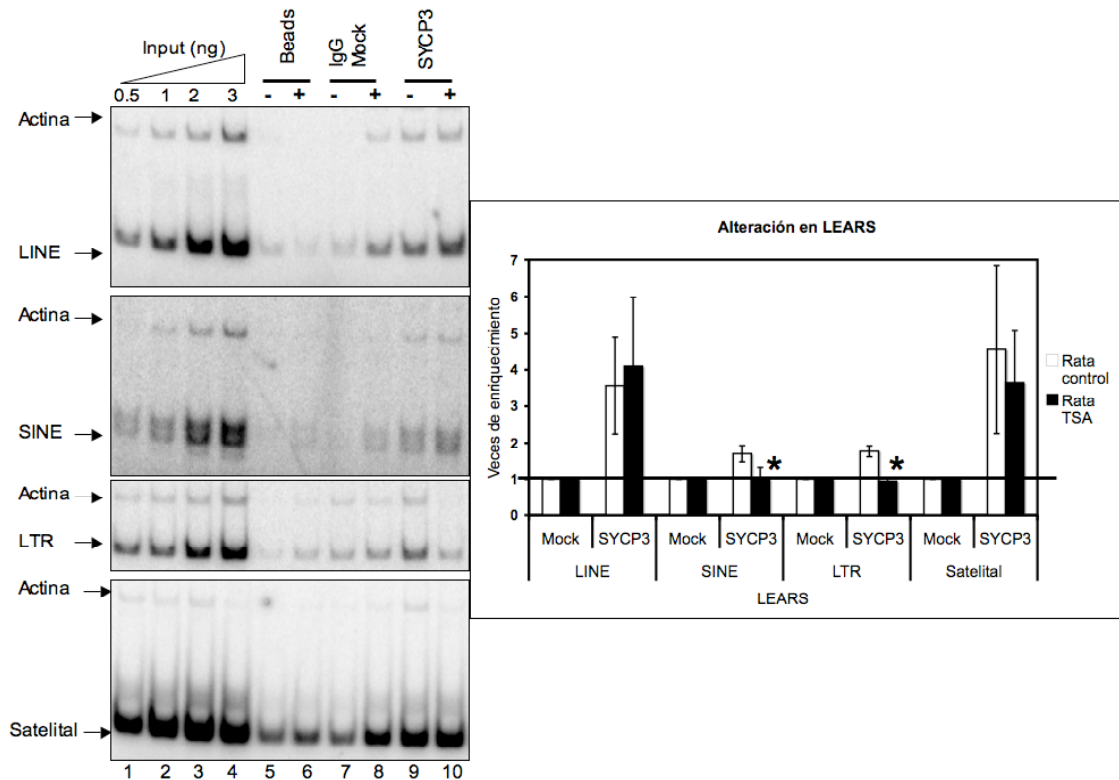 Input (ng)
Beads
IgG
Mock
SYCP3
0.5 1 2 3 - + - + - +
Actina
LINE
Actina
SINE
Actina
LTR
Actina
Satelital
1 2 3 4 5 6 7 8 9 10
Alteración en LEARS
Veces de enriquecimiento
7
6
5
4
3
2
1
0
*
*
Mock SYCP3 Mock SYCP3 Mock SYCP3 Mock SYCP3
LINE SINE LTR Satelital
LEARS
Rata
control
Rata
TSA